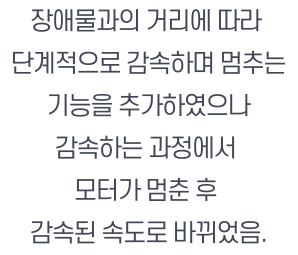 장애물과의 거리에 따라
단계적으로 감속하며 멈추는
기능을 추가하였으나
감속하는 과정에서
모터가 멈춘 후
감속된 속도로 바뀌었음.